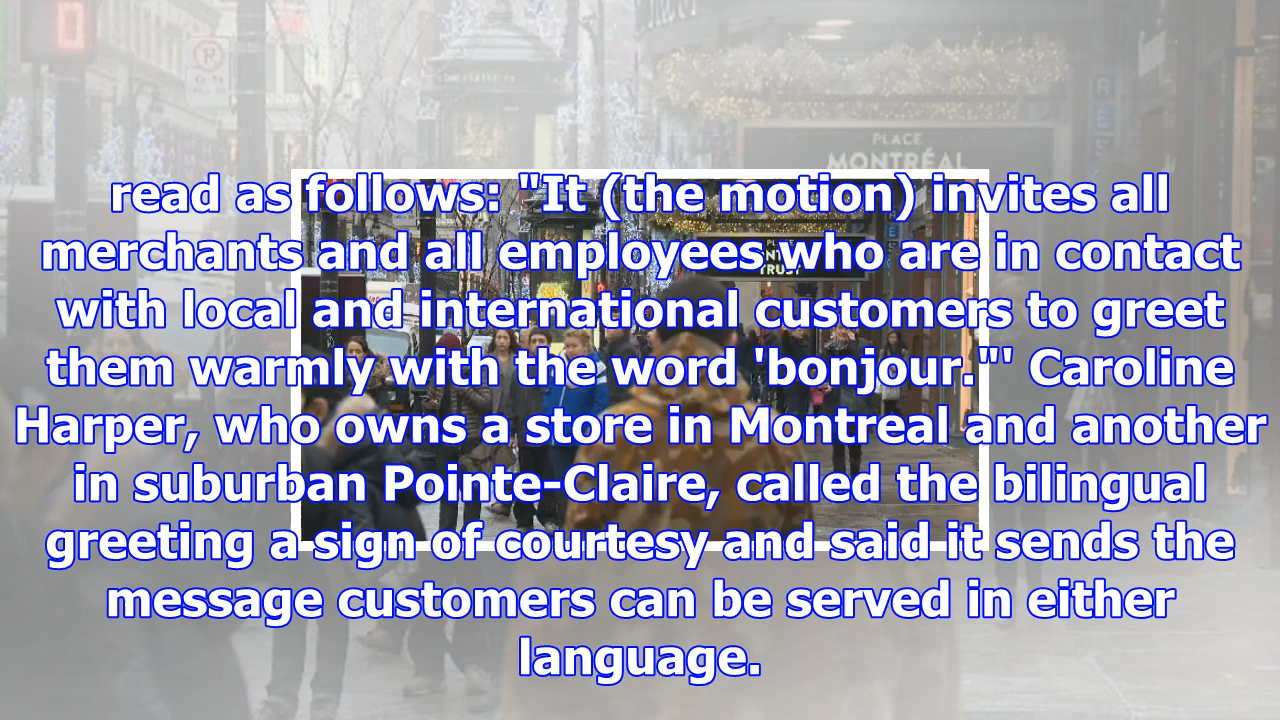 PLACE
MONTRÉAL
read as follows: "It (the motion) invites all
merchants and all employees who are in contact
with local and international customers to greet
them warmly with the word 'bonjour.'" Caroline
Harper, who owns a store in Montreal and another
in suburban Pointe-Claire, called the bilingual
greeting a sign of courtesy and said it sends the
message customers can be served in either
language.